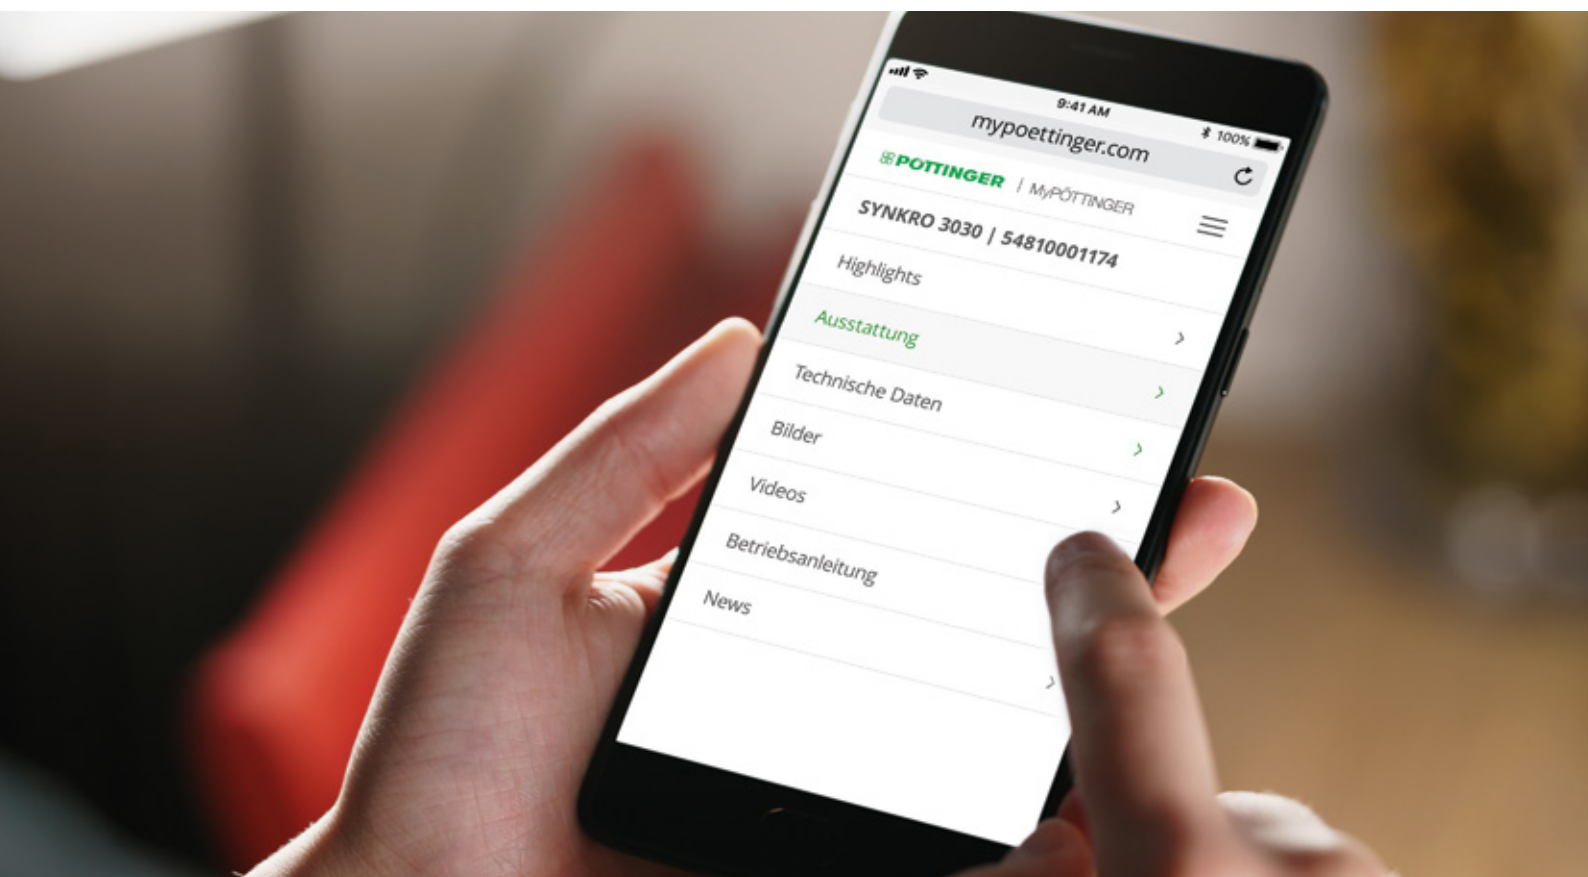 9:41 AM
100%
mypoettinger.com
PÖTTINGER | MyPÖTTINGER
SYNKRO 3030 | 54810001174
Highlights
Ausstattung
Technische Daten
Bilder
Videos
Betriebsanleitung
News